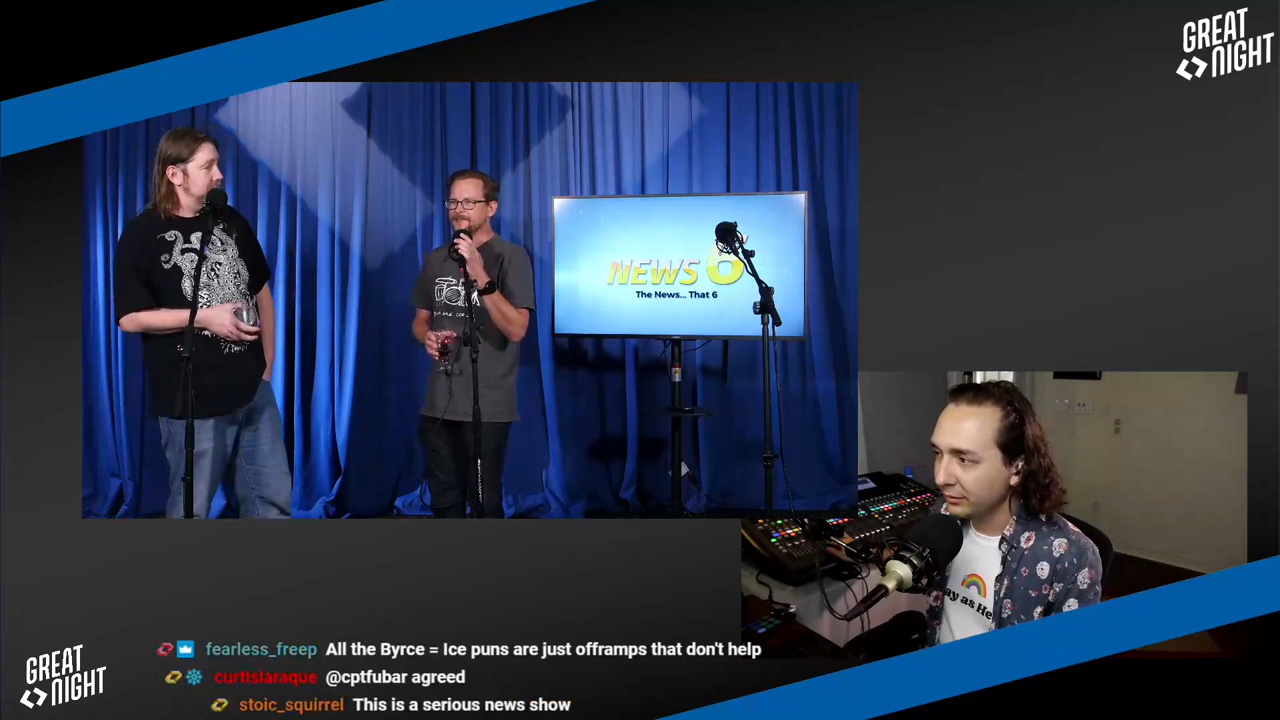 GREAT
NIGHT
NEWS 6
The News... That 6
GREAT
NIGHT
fearless_freep All the Byrce = Ice puns are just offramps that don't help
curtislaraque @cptfubar agreed
stoic_squirrel This is a serious news show